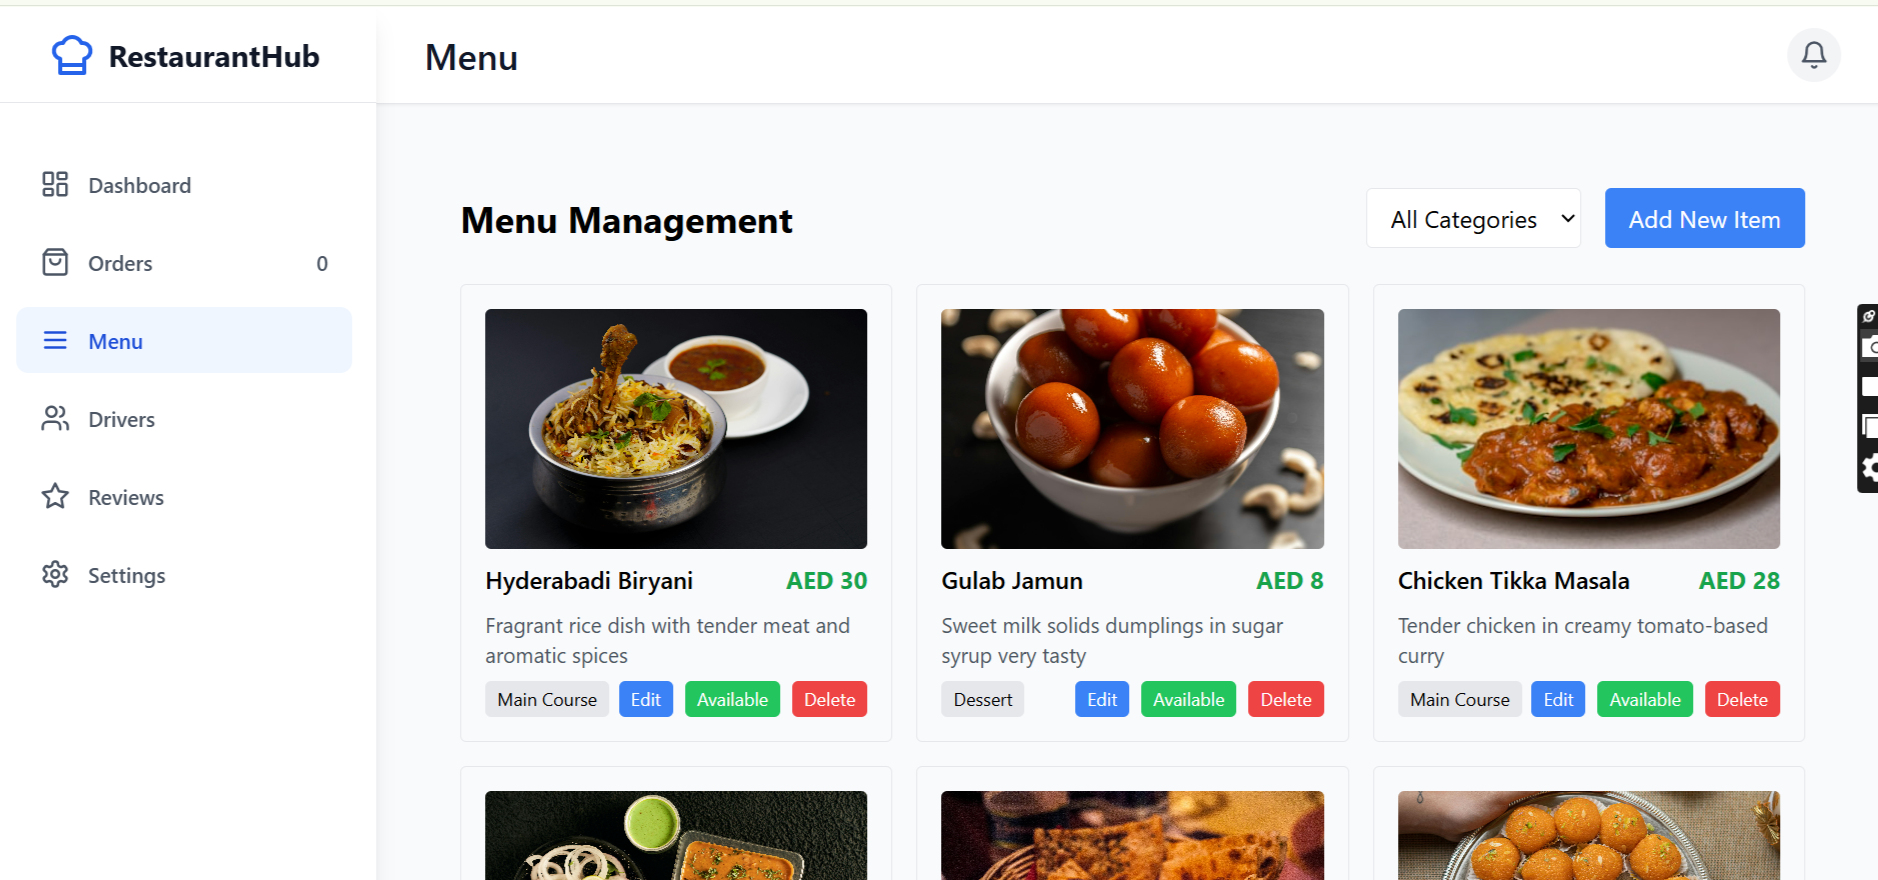 RestaurantHub
Menu
Dashboard
Orders 0
Menu
Drivers
Reviews
Settings
Menu Management
All Categories
Add New Item
Hyderabadi Biryani AED 30
Fragrant rice dish with tender meat and
aromatic spices
Main Course Edit Available Delete
Gulab Jamun AED 8
Sweet milk solids dumplings in sugar
syrup very tasty
Dessert Edit Available Delete
Chicken Tikka Masala AED 28
Tender chicken in creamy tomato-based
curry
Main Course Edit Available Delete